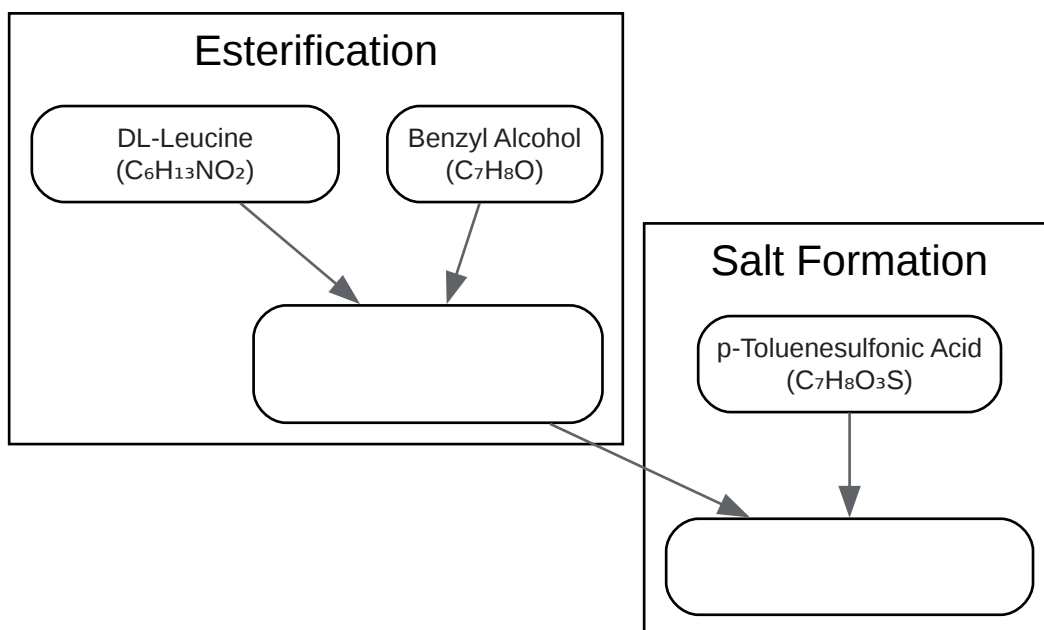 Esterification
DL-Leucine
(C₆H₁₃NO₂)
Benzyl Alcohol
(C₇H₈O)
Salt Formation
p-Toluenesulfonic Acid
(C₇H₈O₃S)